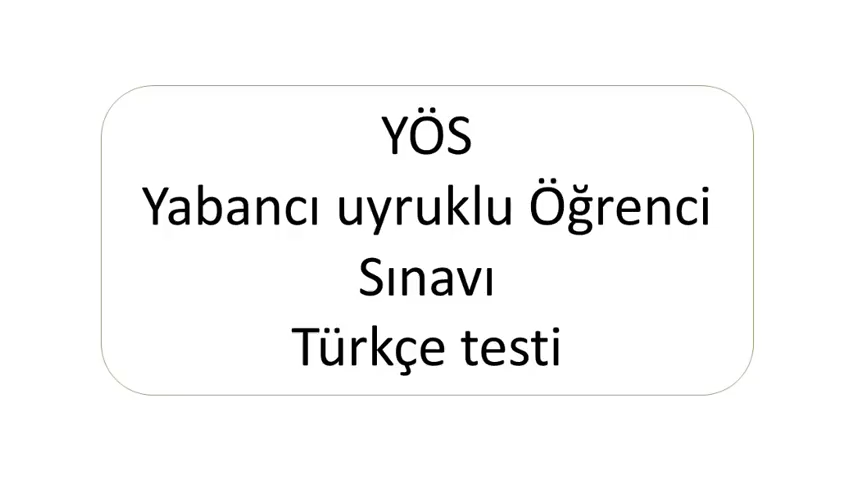 YÖS
Yabancı uyruklu Öğrenci
Sınavı
Türkçe testi